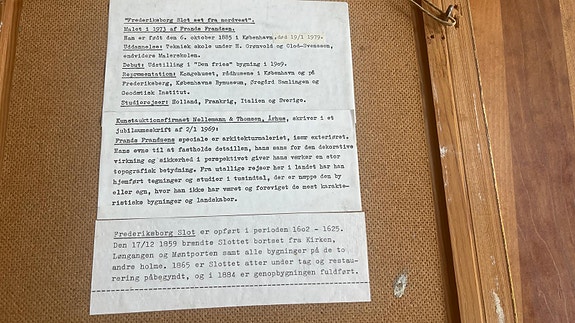 "Frederiksborg Slot set fra nordvest".
Malet i 1971 af Frands Frandsen.
Han er født den 6. oktober 1885 i København, død 19/1 1979.
Uddannelse: Teknisk skole under H. Grønvold og Clod-Svensson,
endvidere Malerskolen.
Debut: Udstilling i "Den fries" bygning i 19o9.
Repræsentation: Kongehuset, rådhusene i København og på
Frederiksberg, Københavns Bymuseum, Øregård Samlingen og
Geodætisk Institut.
Studierejser: Holland, Frankrig, Italien og Sverige.
Kunstauktionsfirmaet Nellemann & Thomsen, Århus, skriver i et
jubilæumsskrift af 2/1 1969:
Frands Frandsens speciale er arkitekturmaleriet, især exteriøret.
Hans evne til at fastholde detaillen, hans sans for den dekorative
virkning og sikkerhed i perspektivet giver hans værker en stor
topografisk betydning. Fra utallige rejser her i landet har han
hjemført tegninger og studier i tusindtal, der er næppe den by
eller egn, hvor han ikke har været og foreviget de mest karakte-
ristiske bygninger og landskaber.
Frederiksborg Slot er opført i perioden 16o2 - 1625.
Den 17/12 1859 brændte Slottet bortset fra Kirken,
Løngangen og Møntporten samt alle bygningen på de to
andre holme. 1865 er Slottet atter under tag og restau-
rering påbegyndt, og i 1884 er genopbygningen fuldført.